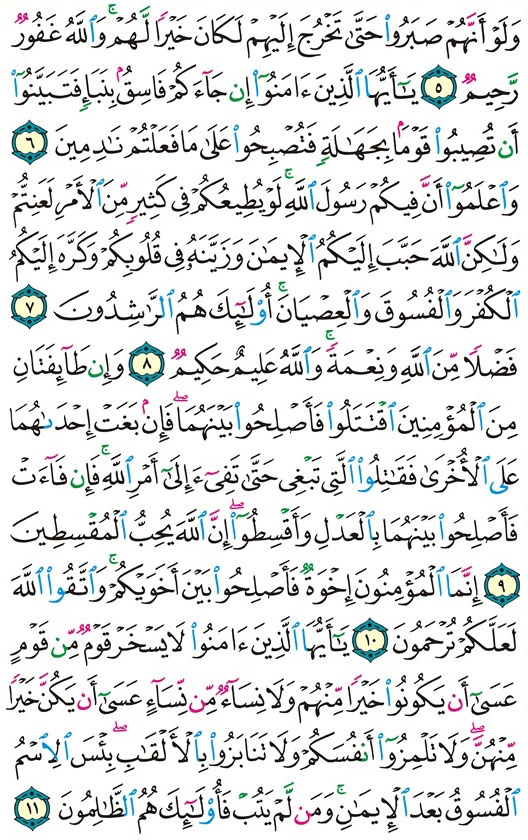 وَلَوْ أَنَّهُمْ صَبَرُوا۟ حَتَّىٰ تَخْرُجَ إِلَيْهِمْ لَكَانَ خَيْرًا لَّهُمْ ۚ وَٱللَّهُ غَفُورٌ
رَّحِيمٌ ٥ يَـٰٓأَيُّهَا ٱلَّذِينَ ءَامَنُوٓا۟ إِن جَآءَكُمْ فَاسِقٌۢ بِنَبَإٍ فَتَبَيَّنُوٓا۟
أَن تُصِيبُوا۟ قَوْمًۢا بِجَهَـٰلَةٍ فَتُصْبِحُوا۟ عَلَىٰ مَا فَعَلْتُمْ نَـٰدِمِينَ ٦
وَٱعْلَمُوٓا۟ أَنَّ فِيكُمْ رَسُولَ ٱللَّهِ ۚ لَوْ يُطِيعُكُمْ فِى كَثِيرٍ مِّنَ ٱلْأَمْرِ لَعَنِتُّمْ
وَلَـٰكِنَّ ٱللَّهَ حَبَّبَ إِلَيْكُمُ ٱلْإِيمَـٰنَ وَزَيَّنَهُۥ فِى قُلُوبِكُمْ وَكَرَّهَ إِلَيْكُمُ
ٱلْكُفْرَ وَٱلْفُسُوقَ وَٱلْعِصْيَانَ ۚ أُو۟لَـٰٓئِكَ هُمُ ٱلرَّٰشِدُونَ ٧
فَضْلًا مِّنَ ٱللَّهِ وَنِعْمَةً ۚ وَٱللَّهُ عَلِيمٌ حَكِيمٌ ٨ وَإِن طَآئِفَتَانِ
مِنَ ٱلْمُؤْمِنِينَ ٱقْتَتَلُوا۟ فَأَصْلِحُوا۟ بَيْنَهُمَا ۖ فَإِنۢ بَغَتْ إِحْدَىٰهُمَا
عَلَى ٱلْأُخْرَىٰ فَقَـٰتِلُوا۟ ٱلَّتِى تَبْغِى حَتَّىٰ تَفِىٓءَ إِلَىٰٓ أَمْرِ ٱللَّهِ ۚ فَإِن فَآءَتْ
فَأَصْلِحُوا۟ بَيْنَهُمَا بِٱلْعَدْلِ وَأَقْسِطُوٓا۟ ۖ إِنَّ ٱللَّهَ يُحِبُّ ٱلْمُقْسِطِينَ
٩ إِنَّمَا ٱلْمُؤْمِنُونَ إِخْوَةٌ فَأَصْلِحُوا۟ بَيْنَ أَخَوَيْكُمْ ۚ وَٱتَّقُوا۟ ٱللَّهَ
لَعَلَّكُمْ تُرْحَمُونَ ١٠ يَـٰٓأَيُّهَا ٱلَّذِينَ ءَامَنُوا۟ لَا يَسْخَرْ قَوْمٌ مِّن قَوْمٍ
عَسَىٰٓ أَن يَكُونُوا۟ خَيْرًا مِّنْهُمْ وَلَا نِسَآءٌ مِّن نِّسَآءٍ عَسَىٰٓ أَن يَكُنَّ خَيْرًا
مِّنْهُنَّ ۖ وَلَا تَلْمِزُوٓا۟ أَنفُسَكُمْ وَلَا تَنَابَزُوا۟ بِٱلْأَلْقَـٰبِ ۖ بِئْسَ ٱلِٱسْمُ
ٱلْفُسُوقُ بَعْدَ ٱلْإِيمَـٰنِ ۚ وَمَن لَّمْ يَتُبْ فَأُو۟لَـٰٓئِكَ هُمُ ٱلظَّـٰلِمُونَ ١١